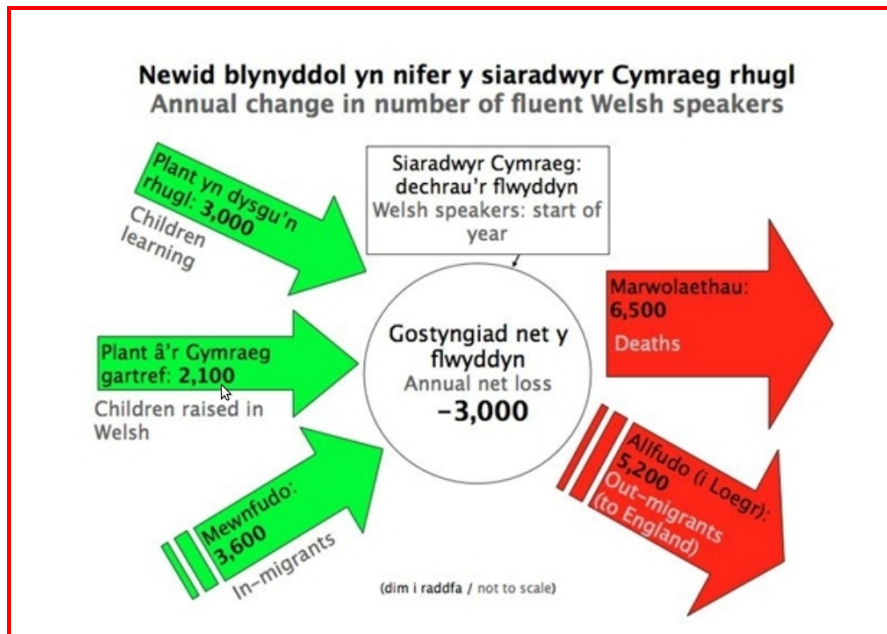 Newid blynyddol yn nifer y siaradwyr Cymraeg rhugl
Annual change in number of fluent Welsh speakers
Plant yn dysgu'n
rhugl: 3,000
Children
learning
Siaradwyr Cymraeg:
dechrau'r flwyddyn
Welsh speakers: start of
year
Plant â'r Gymraeg
gartref: 2,100
Children raised in
Welsh
Gostyngiad net y
flwyddyn
Annual net loss
-3,000
Marwolaethau:
6,500
Deaths
Mewnfudo:
3,600
In-migrants
Allfudo (i Loegr):
5,200
Out-migrants
(to England)
(dim i raddfa / not to scale)